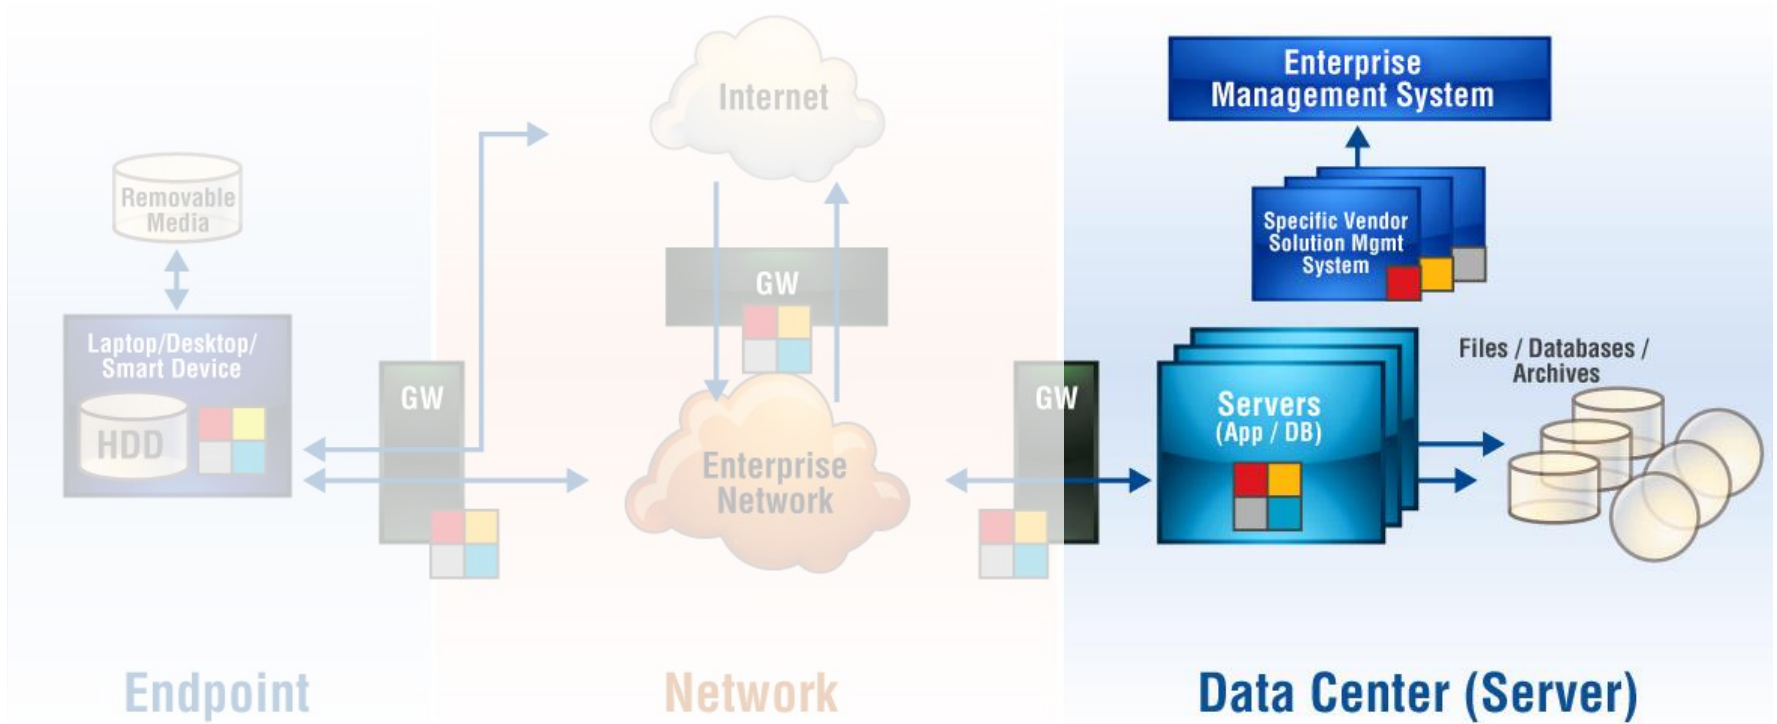 Removable
Media
Laptop/Desktop/
Smart Device
HDD
GW
Internet
GW
Enterprise
Network
GW
Enterprise
Management System
Specific Vendor
Solution Mgmt
System
Servers
(App / DB)
Files / Databases /
Archives
Endpoint
Network
Data Center (Server)